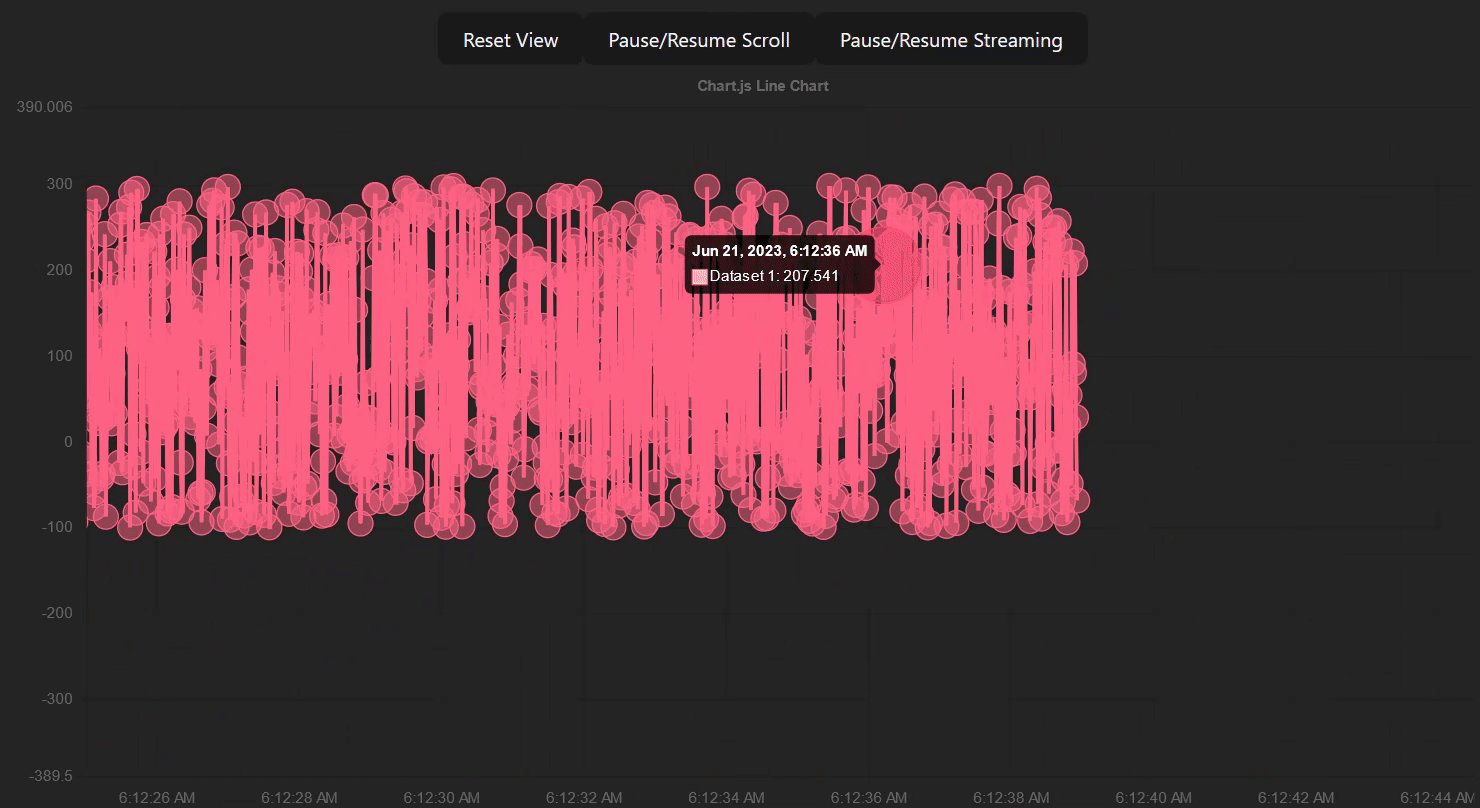 Reset View Pause/Resume Scroll Pause/Resume Streaming
Chart.js Line Chart
390.006
300
200
Jun 21, 2023, 6:12:36 AM
Dataset 1: 207.541
100
0
-100
-200
-300
-389.5
6:12:26 AM 6:12:28 AM 6:12:30 AM 6:12:32 AM 6:12:34 AM 6:12:36 AM 6:12:38 AM 6:12:40 AM 6:12:42 AM 6:12:44 AM